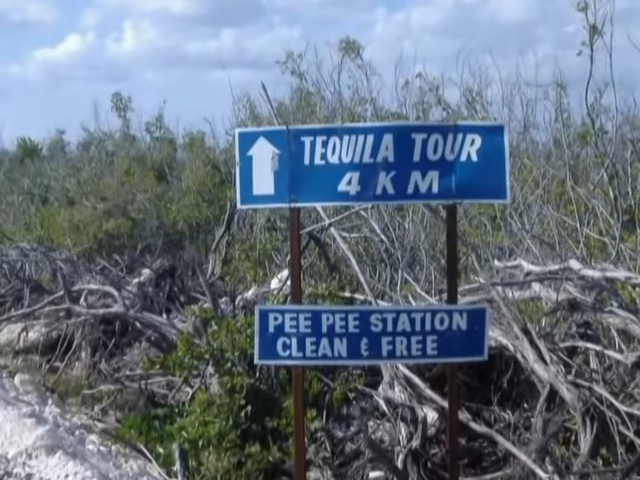 TEQUILA TOUR
4 KM
PEE PEE STATION
CLEAN & FREE